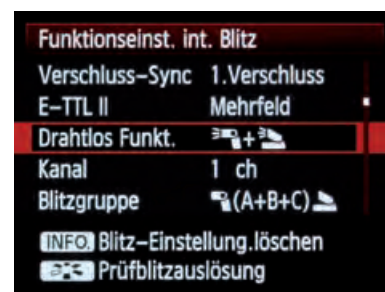 Funktionseinst. int. Blitz
Verschluss-Sync 1.Verschluss
E-TTL II Mehrfeld
Drahtlos Funkt. +
Kanal 1 ch
Blitzgruppe (A+B+C)
INFO. Blitz-Einstellung.löschen
Prüfblitzauslösung